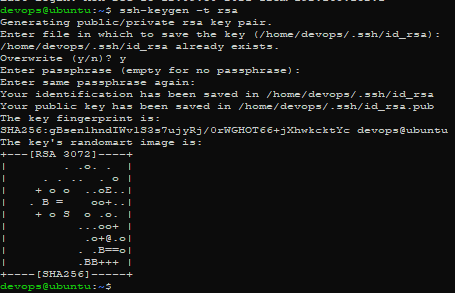 devops@ubuntu:~$ ssh-keygen -t rsa
Generating public/private rsa key pair.
Enter file in which to save the key (/home/devops/.ssh/id_rsa):
/home/devops/.ssh/id_rsa already exists.
Overwrite (y/n)? y
Enter passphrase (empty for no passphrase):
Enter same passphrase again:
Your identification has been saved in /home/devops/.ssh/id_rsa
Your public key has been saved in /home/devops/.ssh/id_rsa.pub
The key fingerprint is:
SHA256:gBsenlhndIWvlS3s7ujyRj/0rWGHOT66+jXhwkcktYc devops@ubuntu
The key's randomart image is:
+---[RSA 3072]----+
|        . .o. .  |
|     . . .. . o |
|    + o o  ..oE..|
|   . B =    oo+..|
|    + o S  o .o. |
|          ...oo+ |
|           .o+@.o|
|          . .B==o|
|          .BB+++ |
+----[SHA256]-----+
devops@ubuntu:~$